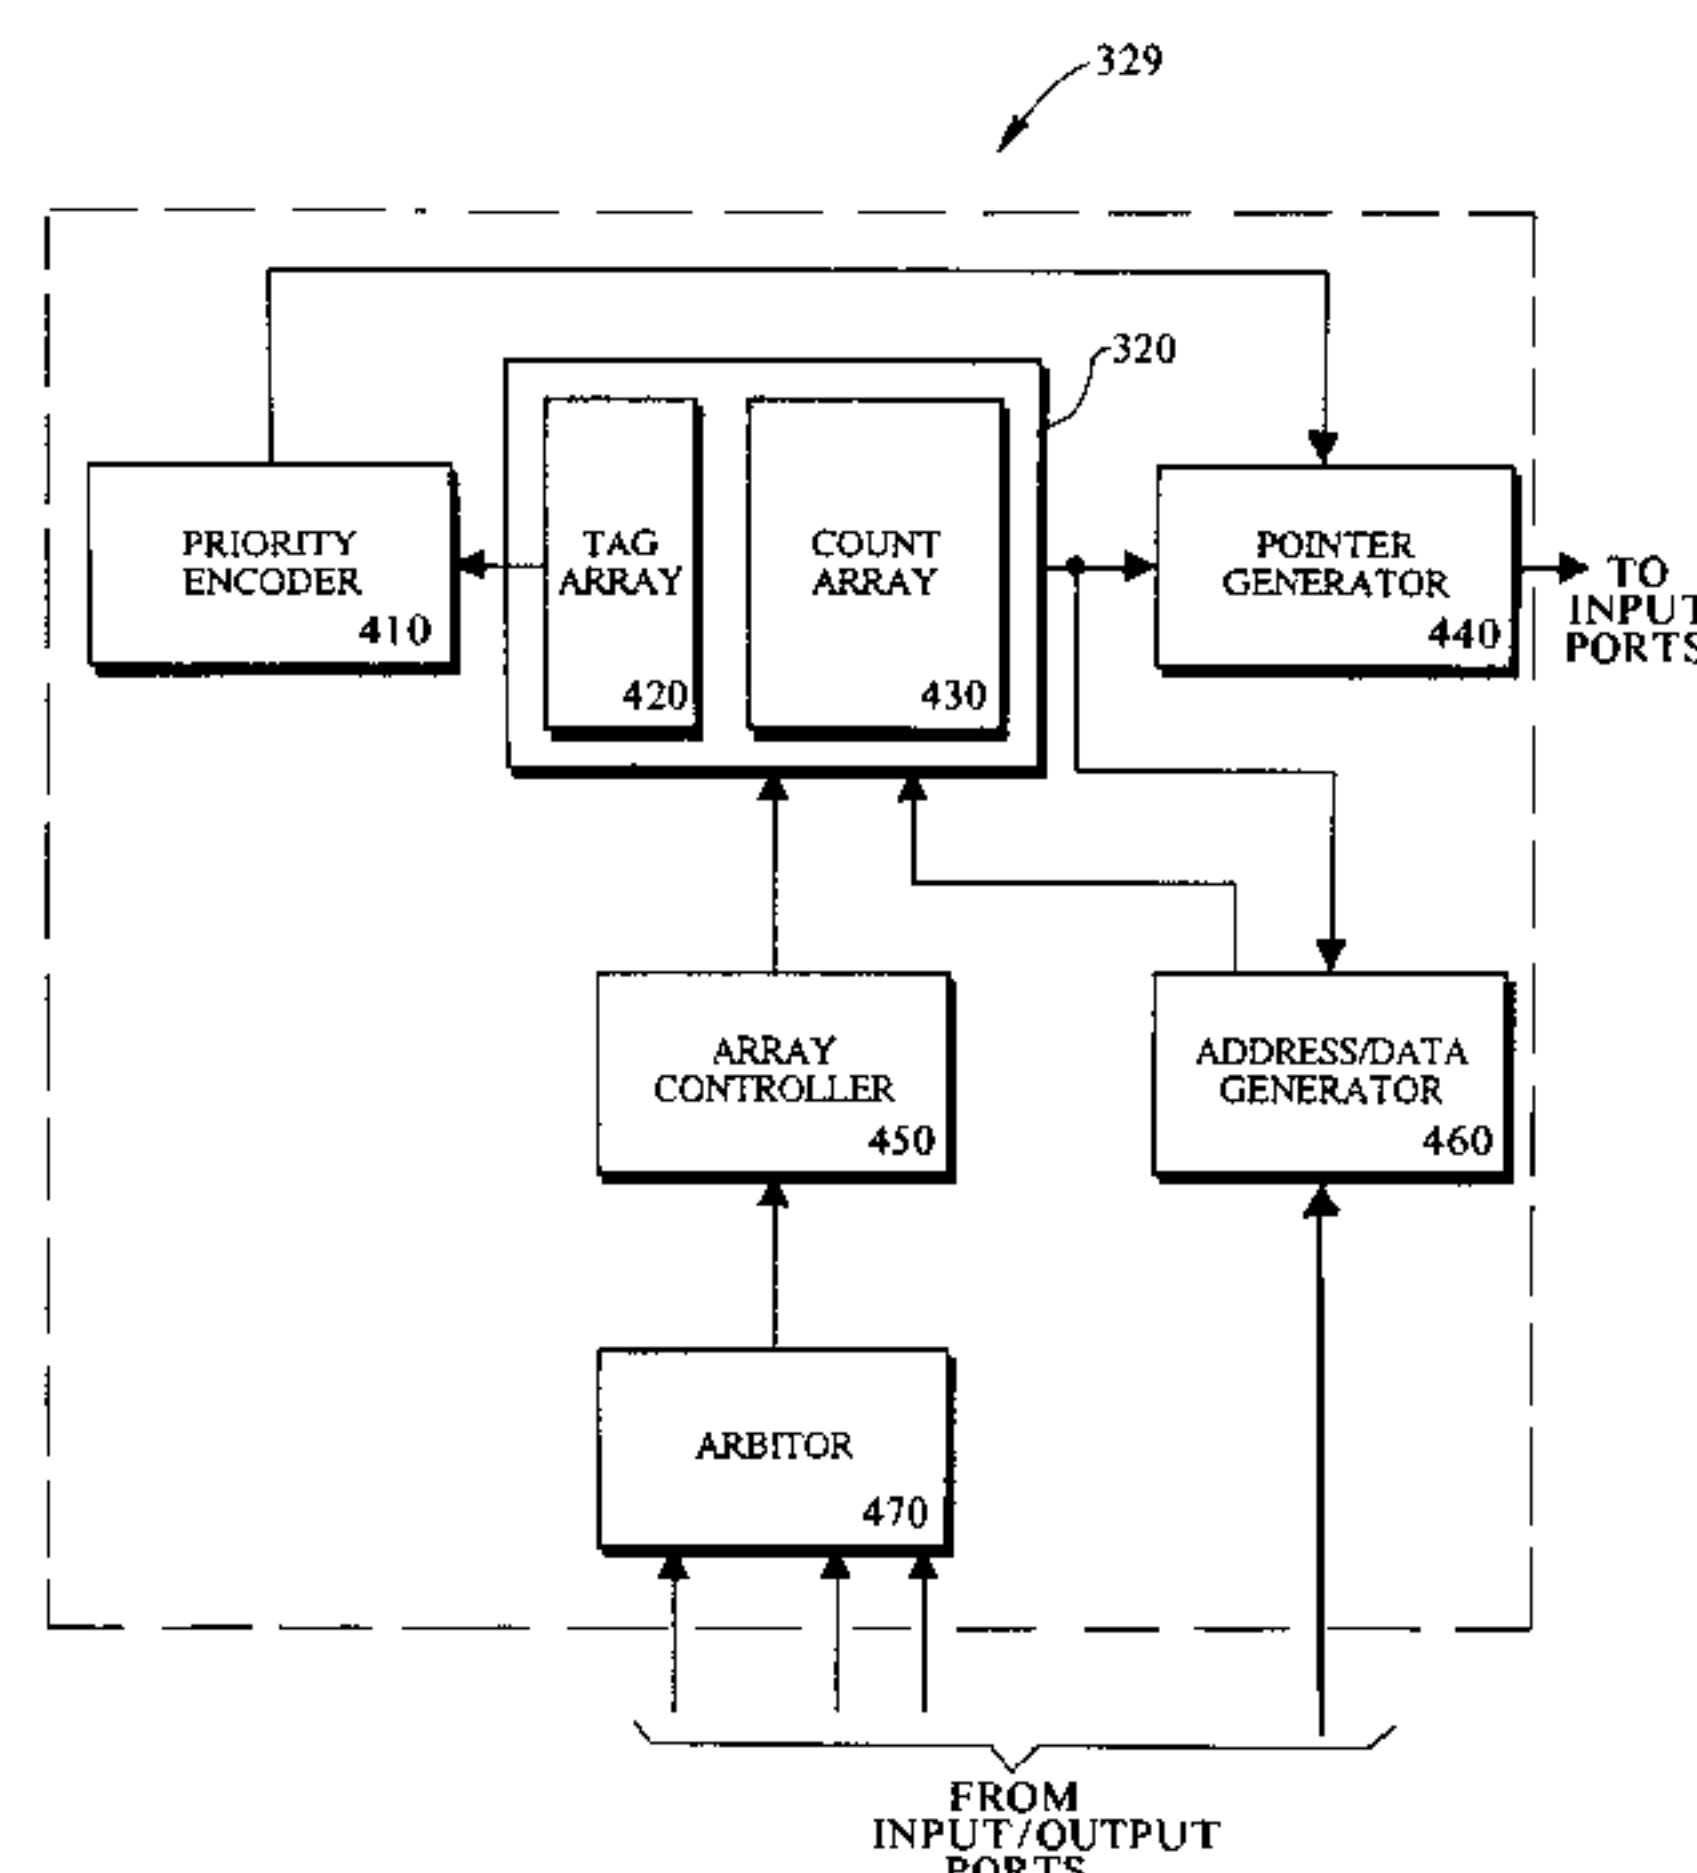 329
320
PRIORITY
ENCODER
410
TAG
ARRAY
420
COUNT
ARRAY
430
POINTER
GENERATOR
440
TO
INPUT
PORTS
ARRAY
CONTROLLER
450
ADDRESS/DATA
GENERATOR
460
ARBITOR
470
FROM
INPUT/OUTPUT
PORTS